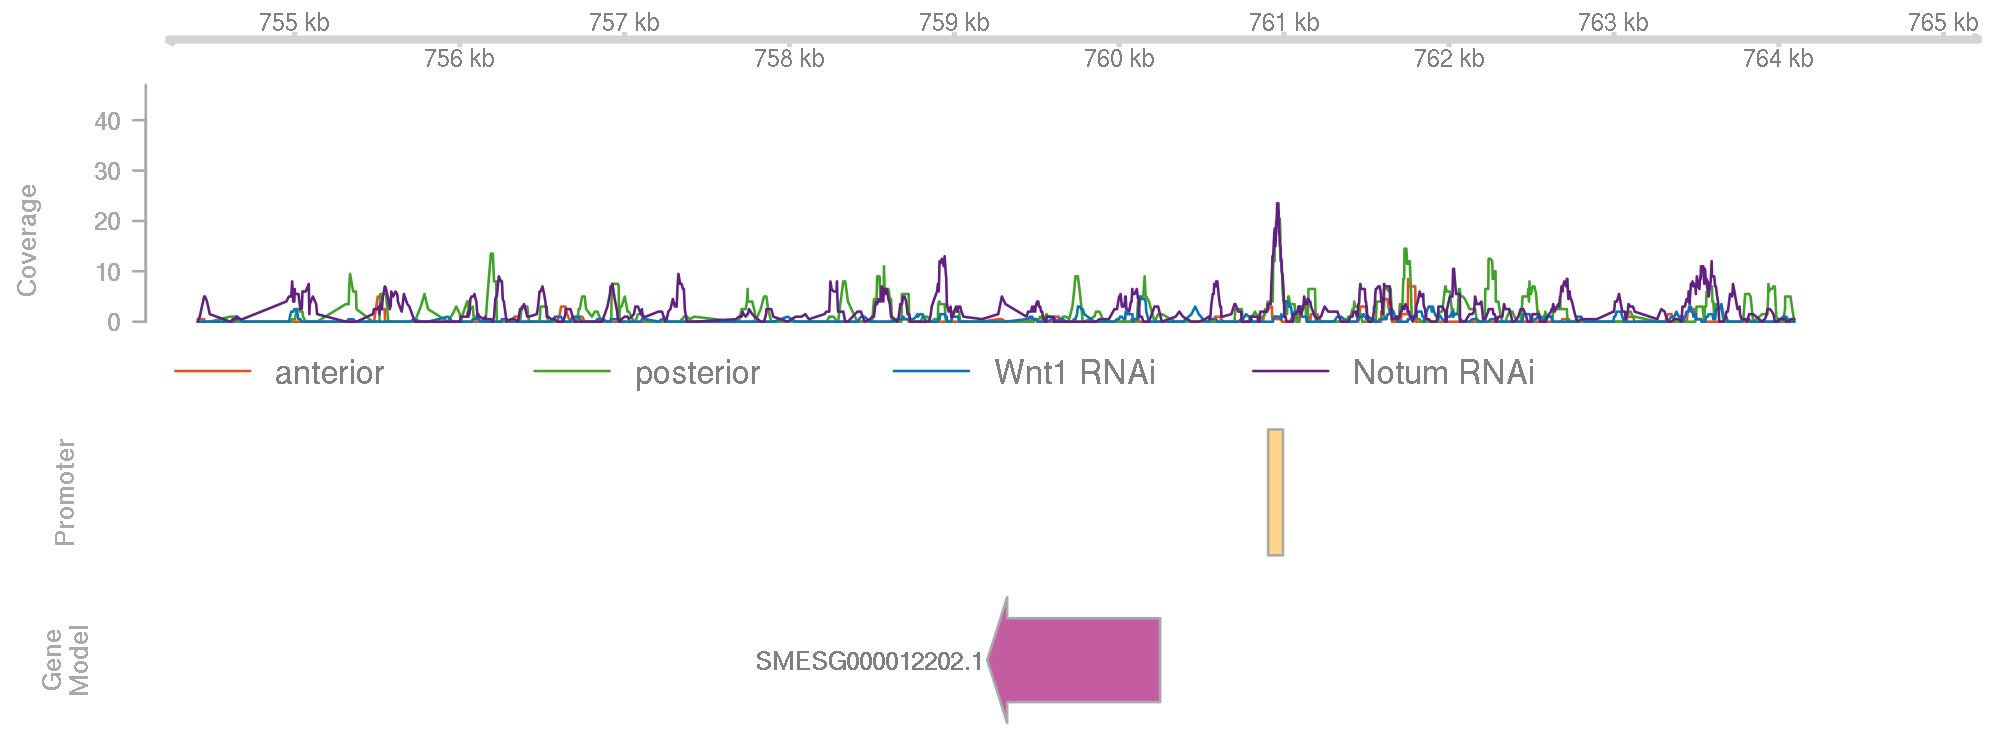 755 kb 757 kb 759 kb 761 kb 763 kb 765 kb
756 kb 758 kb 760 kb 762 kb 764 kb
Coverage
40
30
20
10
0
anterior posterior Wnt1 RNAi Notum RNAi
Promoter
Gene
Model
SMESG000012202.1